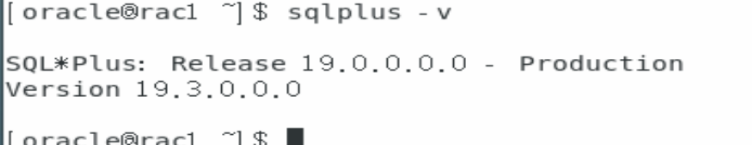 [oracle@rac1 ~]$ sqlplus -v
SQL*Plus: Release 19.0.0.0.0 - Production
Version 19.3.0.0.0
[oracle@rac1 ~]$